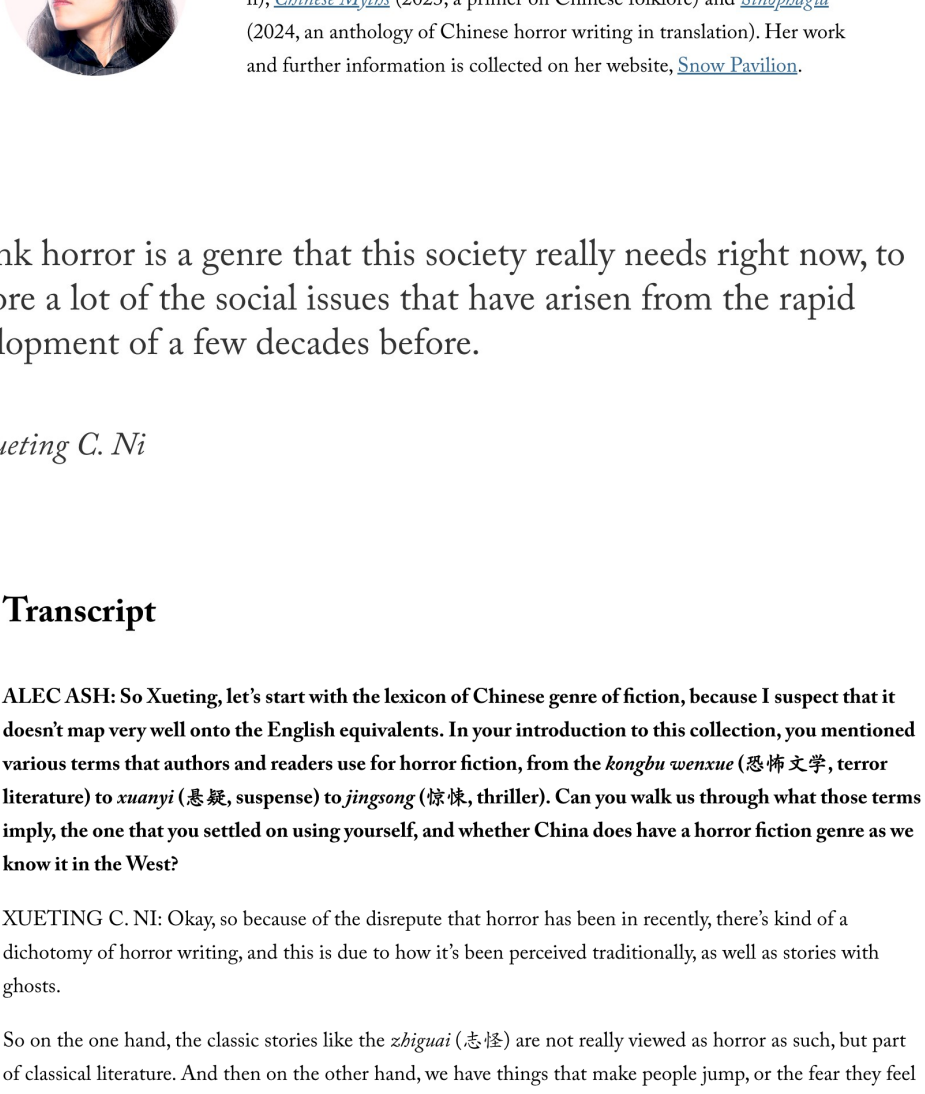 (2024, an anthology of Chinese horror writing in translation). Her work
and further information is collected on her website, Snow Pavilion.
nk horror is a genre that this society really needs right now, to
ore a lot of the social issues that have arisen from the rapid
lopment of a few decades before.
ueting C. Ni
Transcript
ALEC ASH: So Xueting, let’s start with the lexicon of Chinese genre of fiction, because I suspect that it
doesn’t map very well onto the English equivalents. In your introduction to this collection, you mentioned
various terms that authors and readers use for horror fiction, from the kongbu wenxue (恐怖文学, terror
literature) to xuanyi (悬疑, suspense) to jingsong (惊悚, thriller). Can you walk us through what those terms
imply, the one that you settled on using yourself, and whether China does have a horror fiction genre as we
know it in the West?
XUETING C. NI: Okay, so because of the disrepute that horror has been in recently, there’s kind of a
dichotomy of horror writing, and this is due to how it’s been perceived traditionally, as well as stories with
ghosts.
So on the one hand, the classic stories like the zhiguai (志怪) are not really viewed as horror as such, but part
of classical literature. And then on the other hand, we have things that make people jump, or the fear they feel